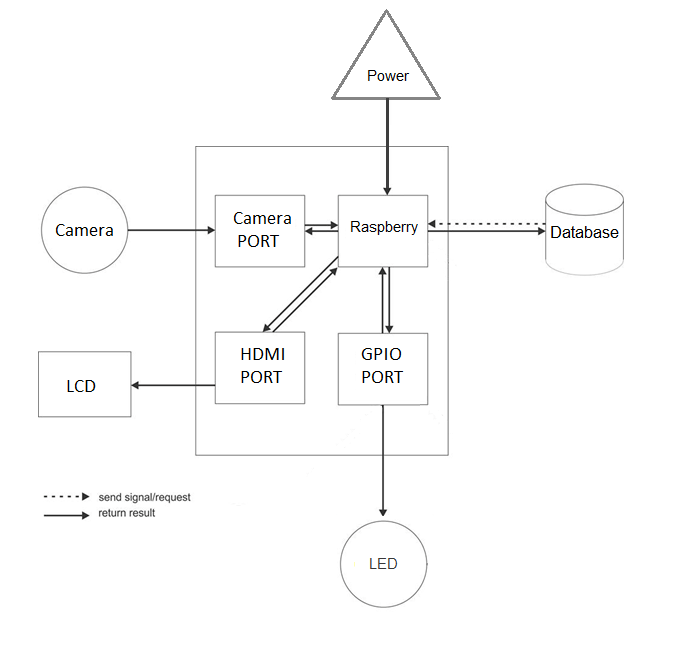 Power
Camera
PORT
Raspberry
Camera
Database
HDMI
PORT
GPIO
PORT
LCD
send signal/request
return result
LED